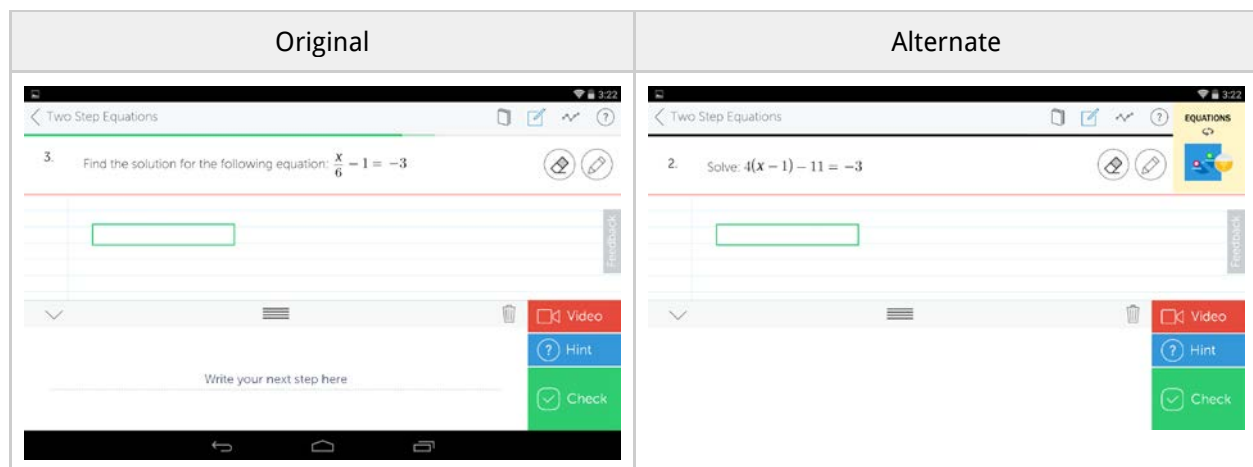 Original
Alternate
3:22
< Two Step Equations
?
3. Find the solution for the following equation: x/6 − 1 = −3
Feedback
Video
? Hint
Write your next step here
Check
3:22
< Two Step Equations
?
EQUATIONS
2. Solve: 4(x − 1) − 11 = −3
Feedback
Video
? Hint
Check